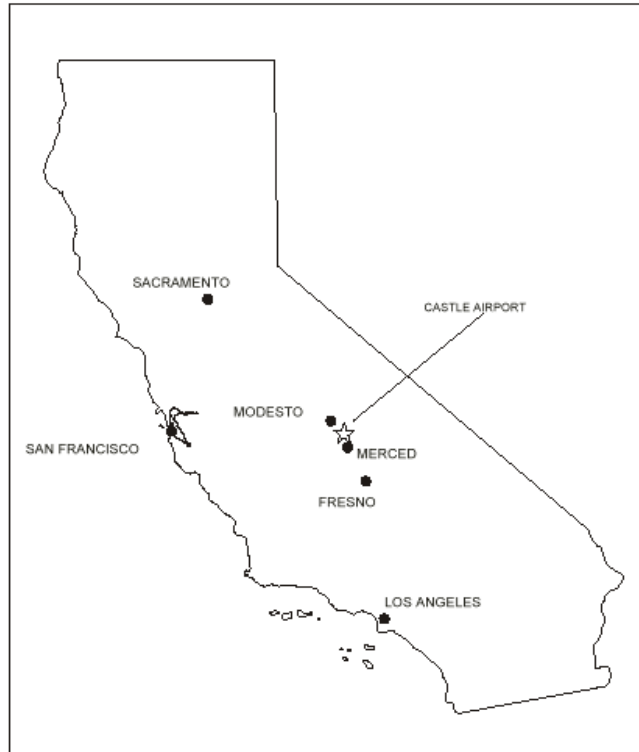 SACRAMENTO
CASTLE AIRPORT
MODESTO
SAN FRANCISCO
MERCED
FRESNO
LOS ANGELES